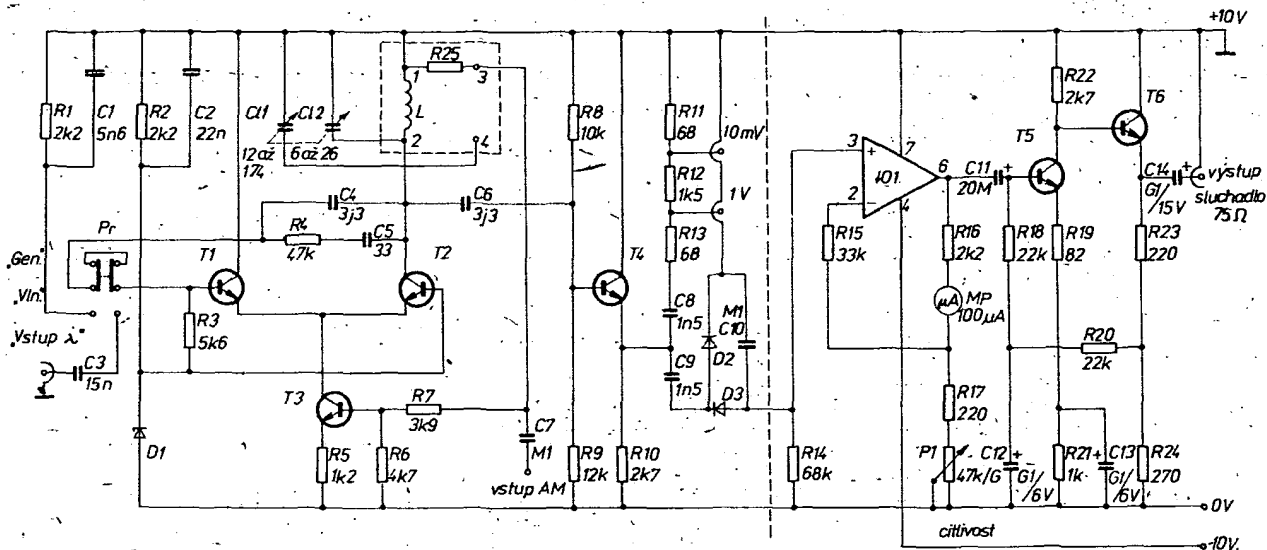 +10V
R1
2k2
C1
5n6
R2
2k2
C2
22n
Cl1
Cl2
12 až
174
6 až 26
1
R25
3
L
2
4
R8
10k
R11
68
10mV
R12
1k5
1V
R13
68
C4
3j3
C6
3j3
R4
47k
C5
33
Pr
"Gen."
"Vln."
"Vstup λ"
C3
15n
T1
T2
R3
5k6
T3
R7
3k9
C7
M1
vstup AM
D1
R5
1k2
R6
4k7
R9
12k
T4
R10
2k7
C8
1n5
C9
1n5
D2
M1
C10
D3
R14
68k
3
+
2
-
IO1
7
6
4
R15
33k
C11
20M
+
R16
2k2
µA
MP
100µA
R17
220
P1
47k/G
citlivost
R18
22k
C12
+
G1/
/6V
R22
2k7
T5
R19
82
R20
22k
R21
1k
+
C13
G1/
/6V
T6
C14
+
G1/
/15V
R23
220
R24
270
výstup
sluchadlo
75Ω
0V
-10V